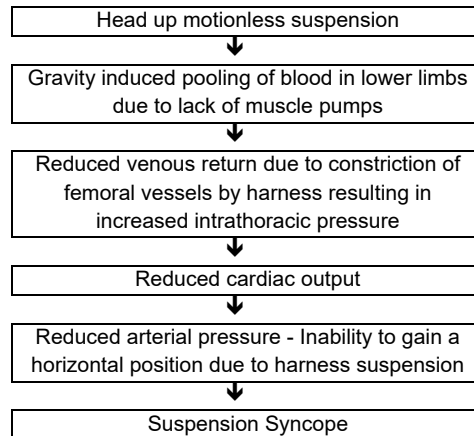 Head up motionless suspension
Gravity induced pooling of blood in lower limbs
due to lack of muscle pumps
Reduced venous return due to constriction of
femoral vessels by harness resulting in
increased intrathoracic pressure
Reduced cardiac output
Reduced arterial pressure - Inability to gain a
horizontal position due to harness suspension
Suspension Syncope